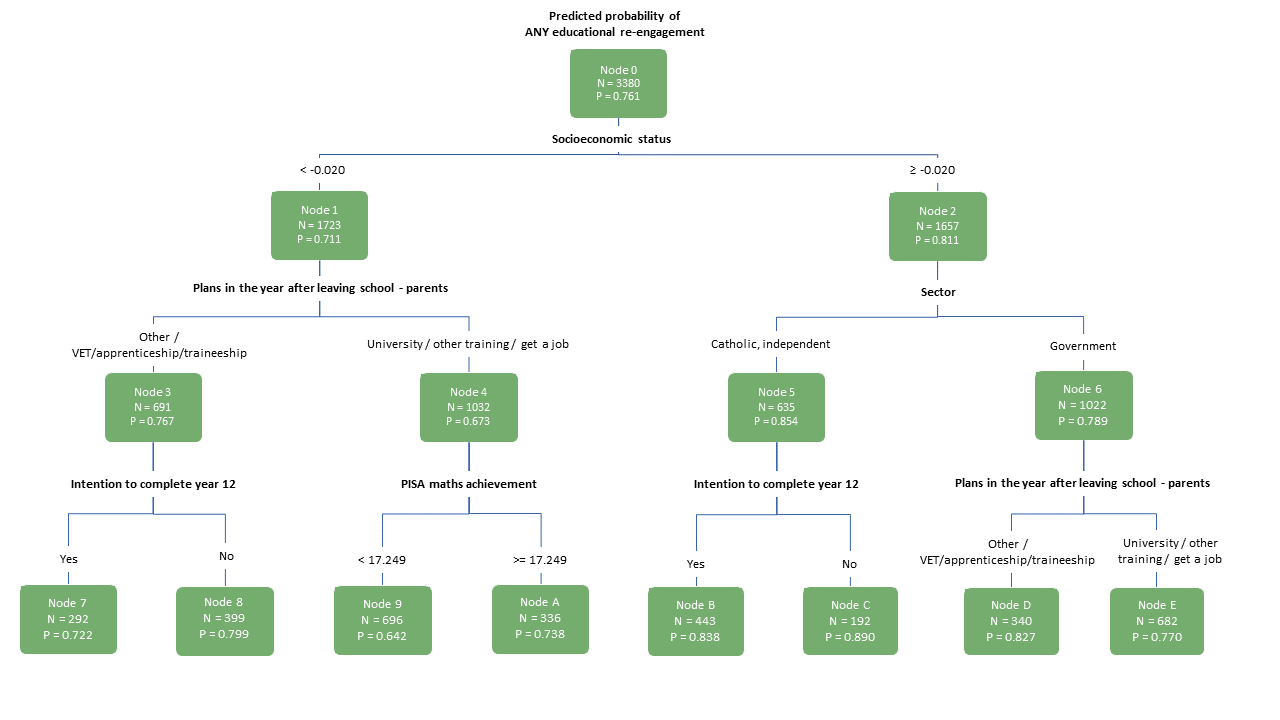 Predicted probability of
ANY educational re-engagement
Node 0
N = 3380
P = 0.761
Socioeconomic status
< -0.020
≥ -0.020
Node 1
N = 1723
P = 0.711
Node 2
N = 1657
P = 0.811
Plans in the year after leaving school - parents
Sector
Other /
VET/apprenticeship/traineeship
University / other training / get a job
Catholic, independent
Government
Node 3
N = 691
P = 0.767
Node 4
N = 1032
P = 0.673
Node 5
N = 635
P = 0.854
Node 6
N = 1022
P = 0.789
Intention to complete year 12
PISA maths achievement
Intention to complete year 12
Plans in the year after leaving school - parents
Yes
No
< 17.249
>= 17.249
Yes
No
Other /
VET/apprenticeship/traineeship
University / other
training / get a job
Node 7
N = 292
P = 0.722
Node 8
N = 399
P = 0.799
Node 9
N = 696
P = 0.642
Node A
N = 336
P = 0.738
Node B
N = 443
P = 0.838
Node C
N = 192
P = 0.890
Node D
N = 340
P = 0.827
Node E
N = 682
P = 0.770